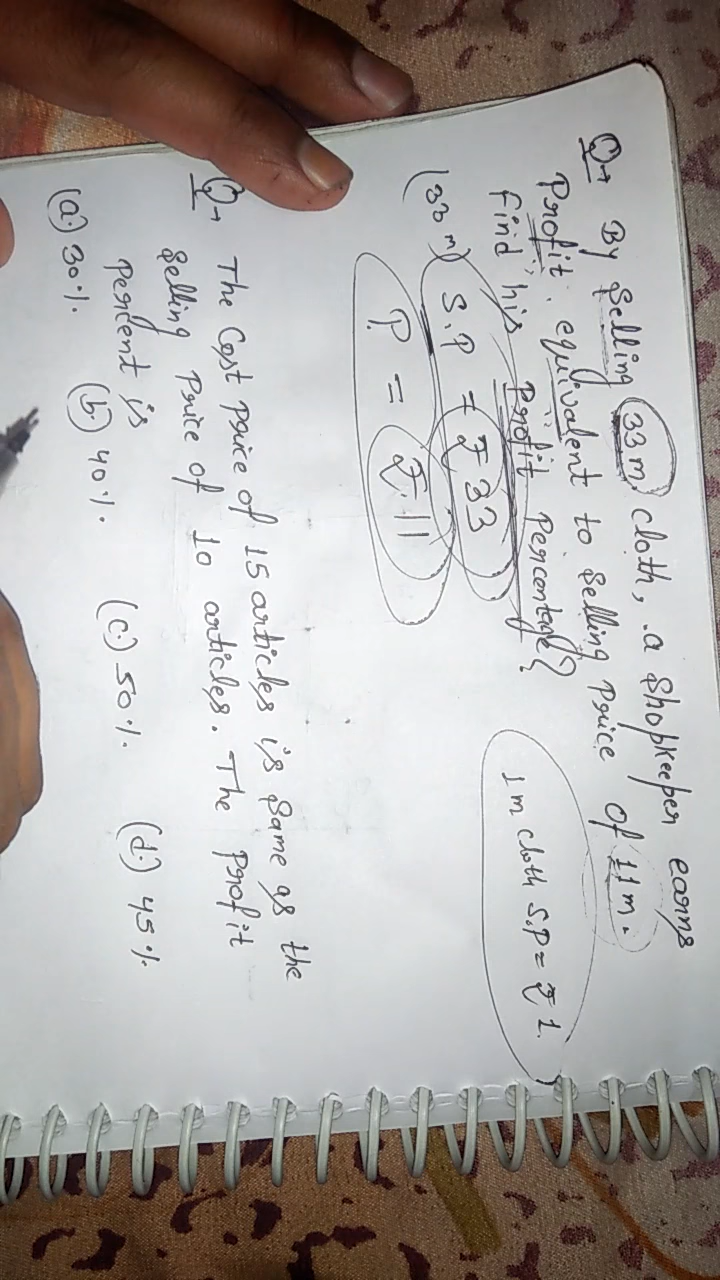 Q→ By selling 33 m. cloth, a shopkeeper earns
Profit equivalent to selling price of 11 m.
find his Profit percentage?
1 m cloth S.P = ₹ 1.
(33 m) S.P = ₹ 33
P = ₹ 11
Q→ The Cost price of 15 articles is same as the
selling price of 10 articles. The profit
percent is
(a.) 30%. (b.) 40%. (c.) 50%. (d.) 45%.